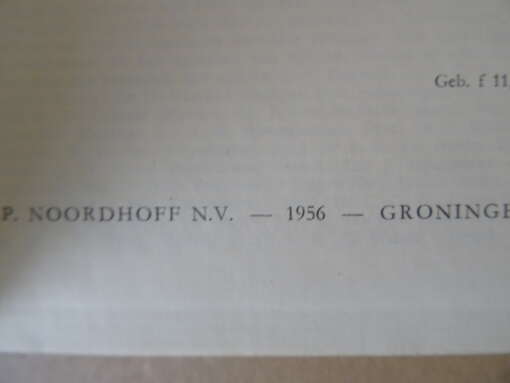 Geb. f 11
P. NOORDHOFF N.V. — 1956 — GRONINGE